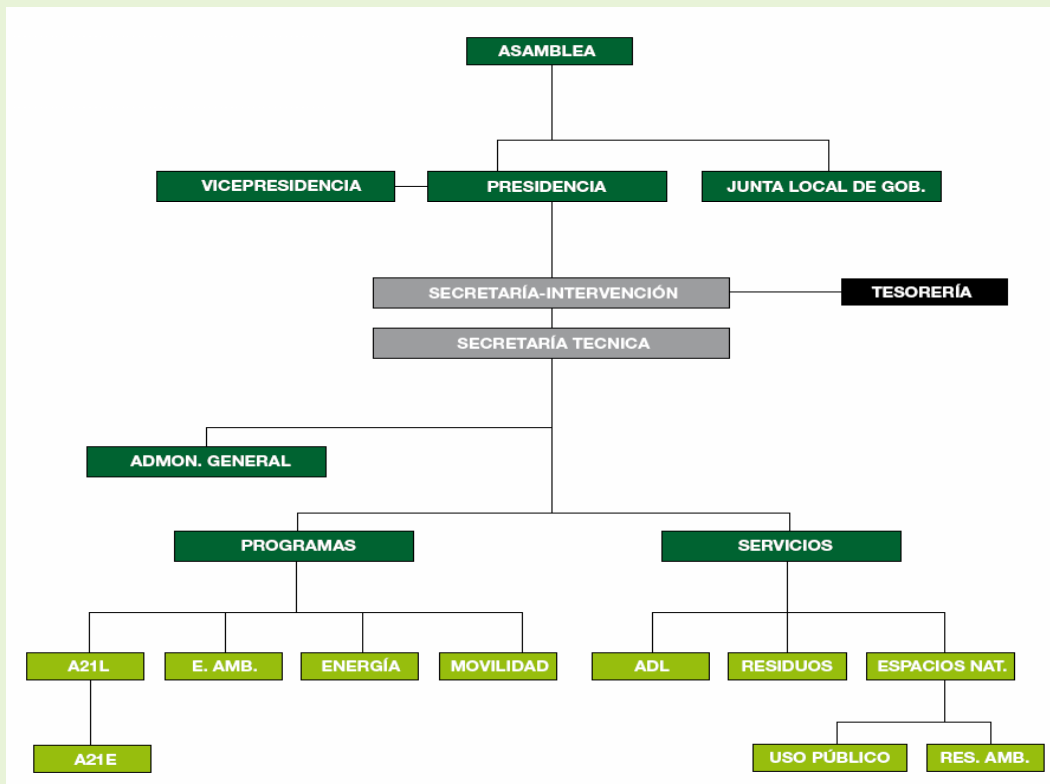 ASAMBLEA
VICEPRESIDENCIA
PRESIDENCIA
JUNTA LOCAL DE GOB.
SECRETARÍA-INTERVENCIÓN
TESORERÍA
SECRETARÍA TECNICA
ADMON. GENERAL
PROGRAMAS
SERVICIOS
A21L
E. AMB.
ENERGÍA
MOVILIDAD
ADL
RESIDUOS
ESPACIOS NAT.
A21E
USO PÚBLICO
RES. AMB.